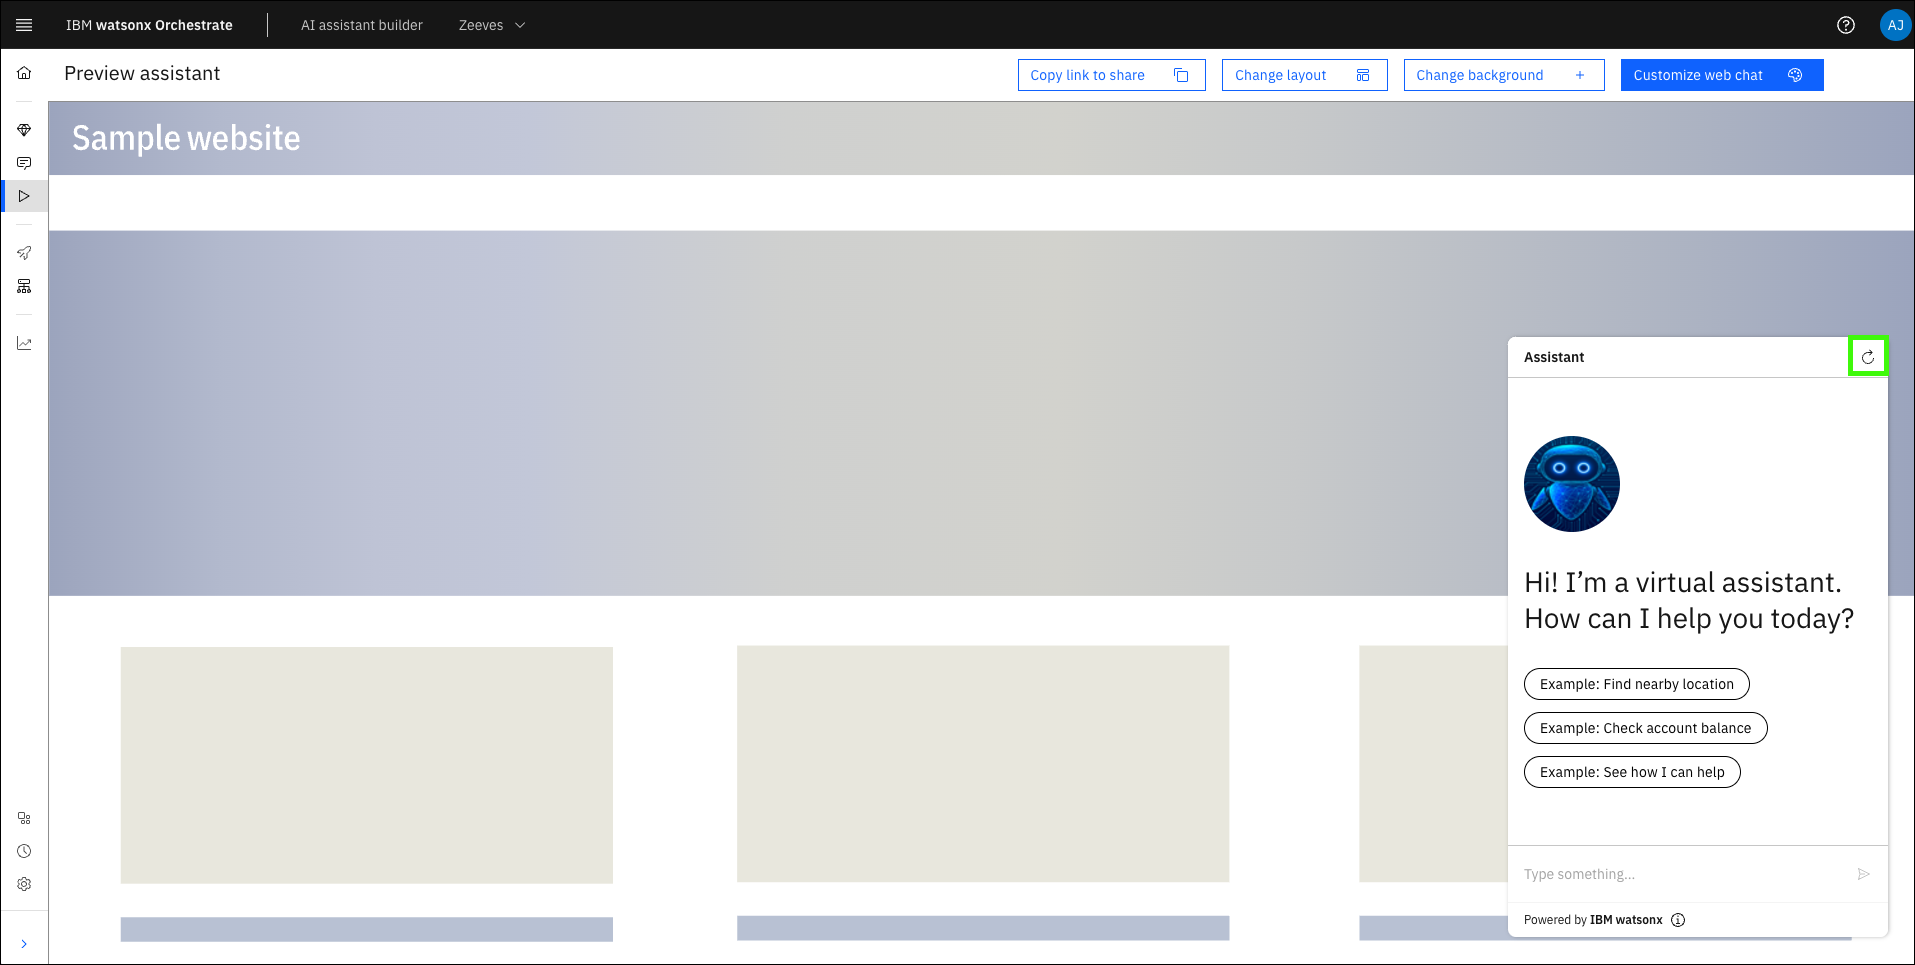 IBM watsonx Orchestrate
AI assistant builder
Zeeves
AJ
Preview assistant
Copy link to share
Change layout
Change background
Customize web chat
Sample website
Assistant
Hi! I’m a virtual assistant.
How can I help you today?
Example: Find nearby location
Example: Check account balance
Example: See how I can help
Type something...
Powered by IBM watsonx